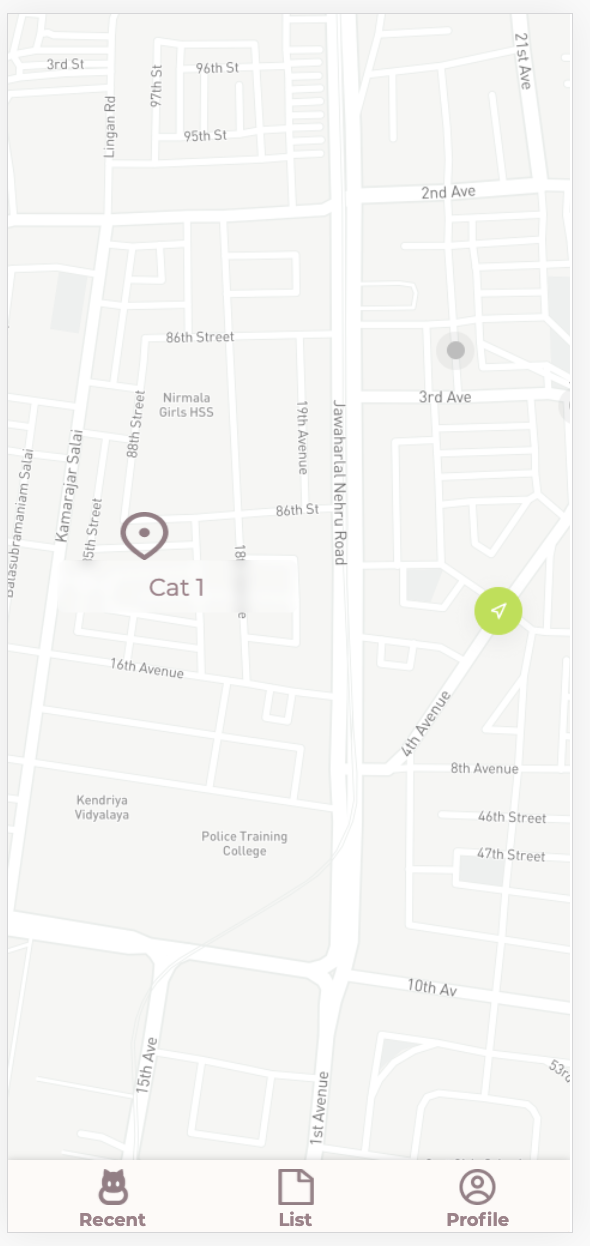 3rd St
Lingan Rd
97th St
96th St
95th St
21st Ave
2nd Ave
86th Street
88th Street
Nirmala
Girls HSS
19th Avenue
Jawaharlal Nehru Road
3rd Ave
Kamarajar Salai
Balasubramaniam Salai
86th St
Cat 1
16th Avenue
4th Avenue
8th Avenue
Kendriya
Vidyalaya
Police Training
College
46th Street
47th Street
10th Av
15th Ave
1st Avenue
Recent
List
Profile